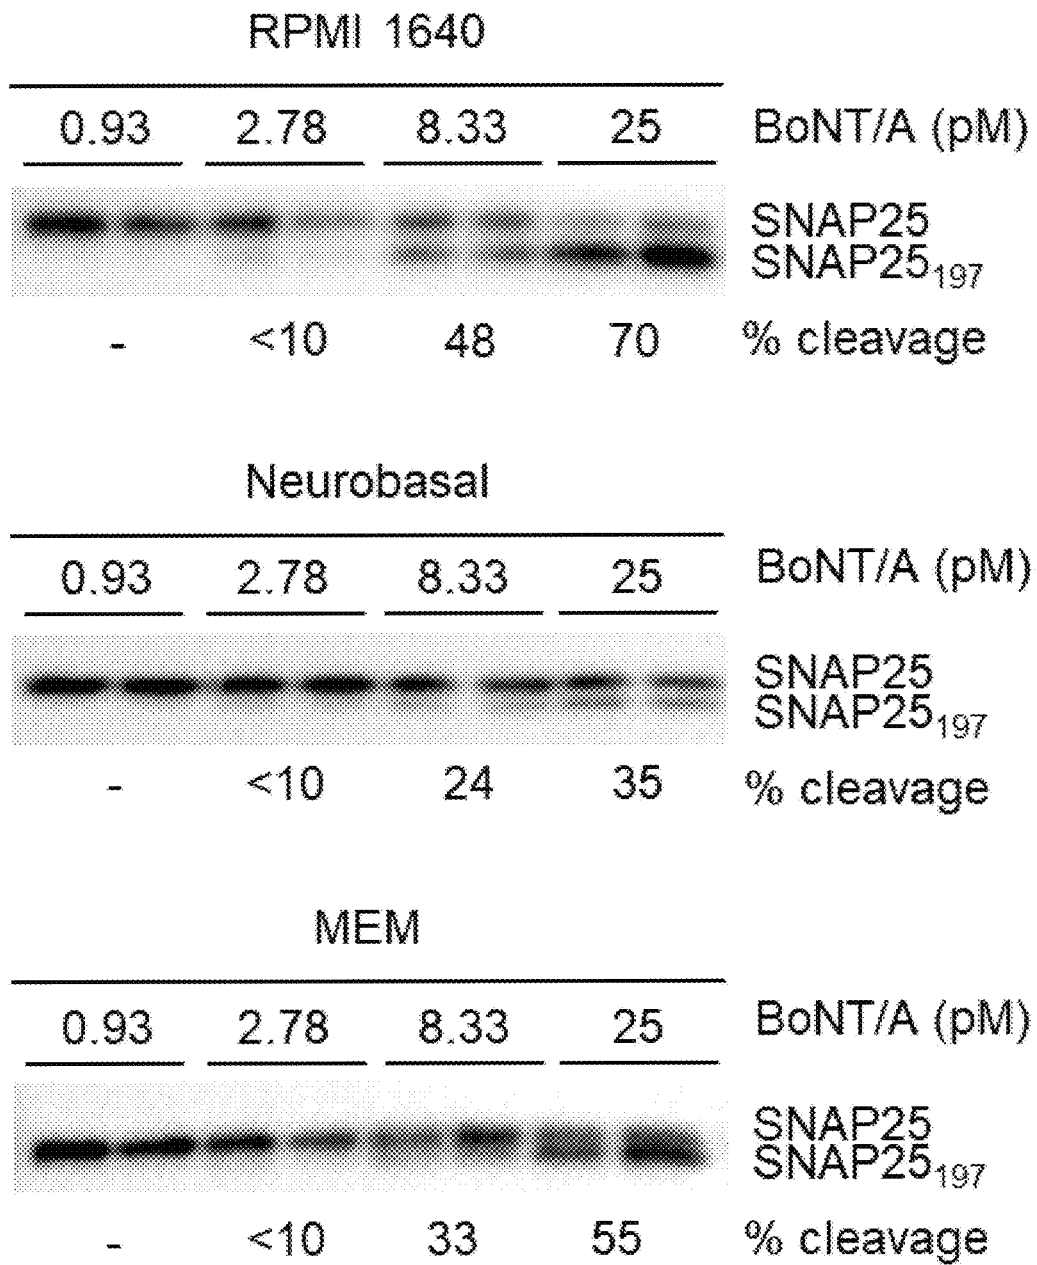 RPMI 1640
0.93 2.78 8.33 25 BoNT/A (pM)
SNAP25
SNAP25197
- <10 48 70 % cleavage
Neurobasal
0.93 2.78 8.33 25 BoNT/A (pM)
SNAP25
SNAP25197
- <10 24 35 % cleavage
MEM
0.93 2.78 8.33 25 BoNT/A (pM)
SNAP25
SNAP25197
- <10 33 55 % cleavage